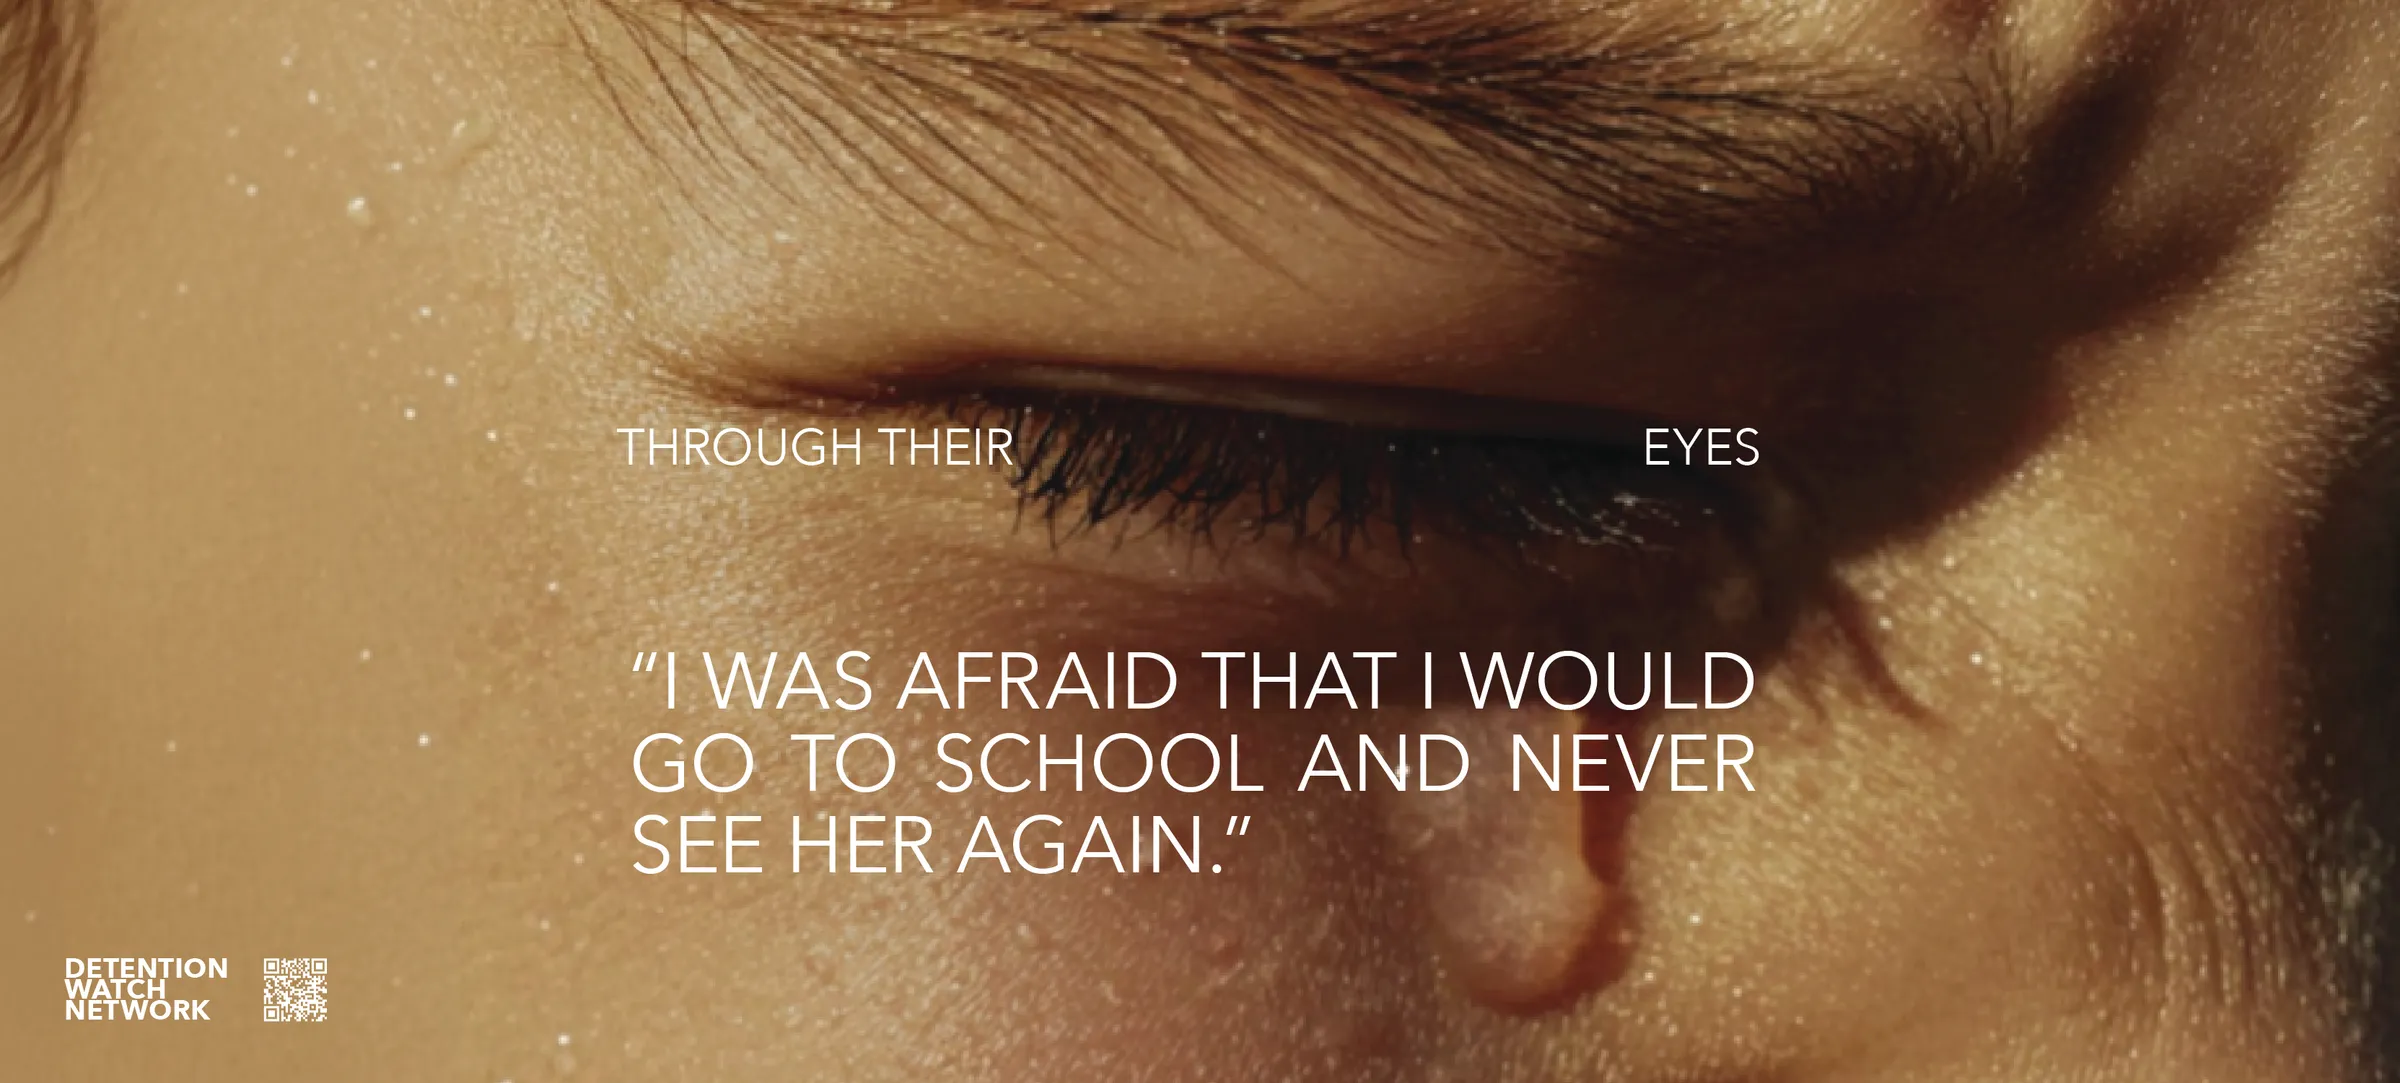 THROUGH THEIR EYES
“I WAS AFRAID THAT I WOULD
GO TO SCHOOL AND NEVER
SEE HER AGAIN.”
DETENTION
WATCH
NETWORK